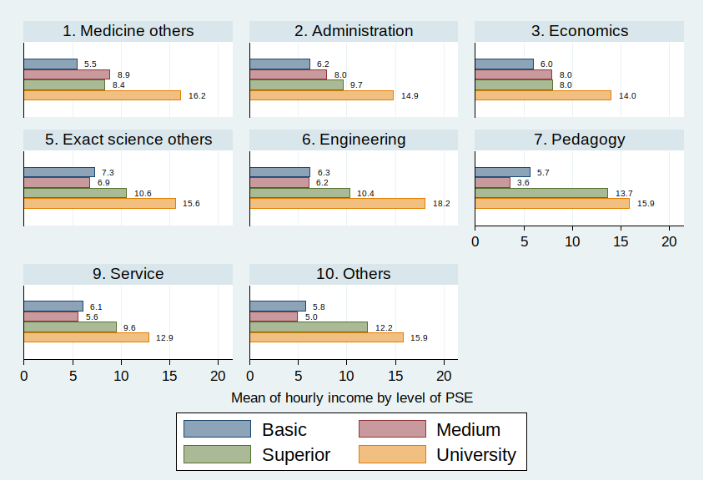 1. Medicine others
2. Administration
3. Economics
5.5
8.9
8.4
16.2
6.2
8.0
9.7
14.9
6.0
8.0
8.0
14.0
5. Exact science others
6. Engineering
7. Pedagogy
7.3
6.9
10.6
15.6
6.3
6.2
10.4
18.2
5.7
3.6
13.7
15.9
0 5 10 15 20
9. Service
10. Others
6.1
5.6
9.6
12.9
5.8
5.0
12.2
15.9
0 5 10 15 20
0 5 10 15 20
Mean of hourly income by level of PSE
Basic Medium
Superior University